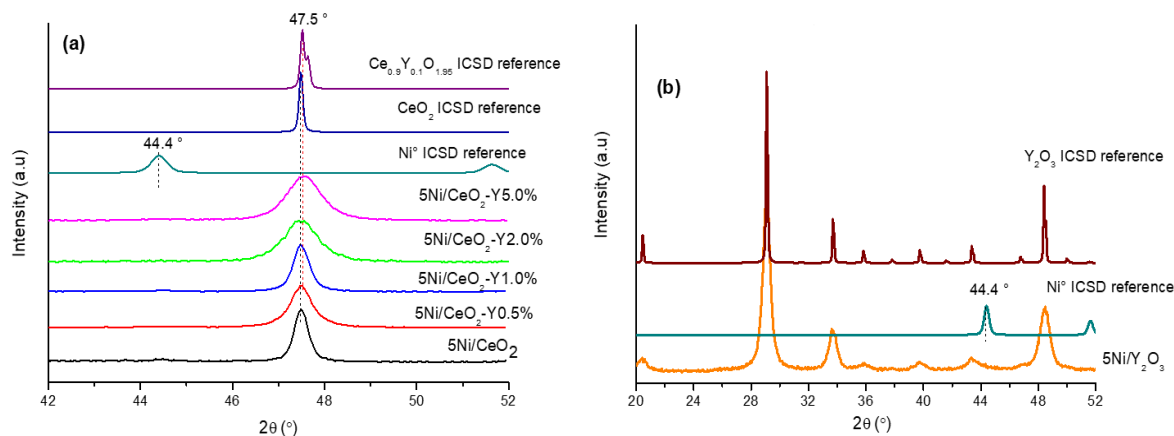 (a)
47.5 °
Ce0.9Y0.1O1.95 ICSD reference
CeO2 ICSD reference
44.4 °
Ni° ICSD reference
5Ni/CeO2-Y5.0%
5Ni/CeO2-Y2.0%
5Ni/CeO2-Y1.0%
5Ni/CeO2-Y0.5%
5Ni/CeO2
Intensity (a.u)
42 44 46 48 50 52
2θ (°)
(b)
Y2O3 ICSD reference
Ni° ICSD reference
44.4 °
5Ni/Y2O3
Intensity (a.u)
20 24 28 32 36 40 44 48 52
2θ (°)